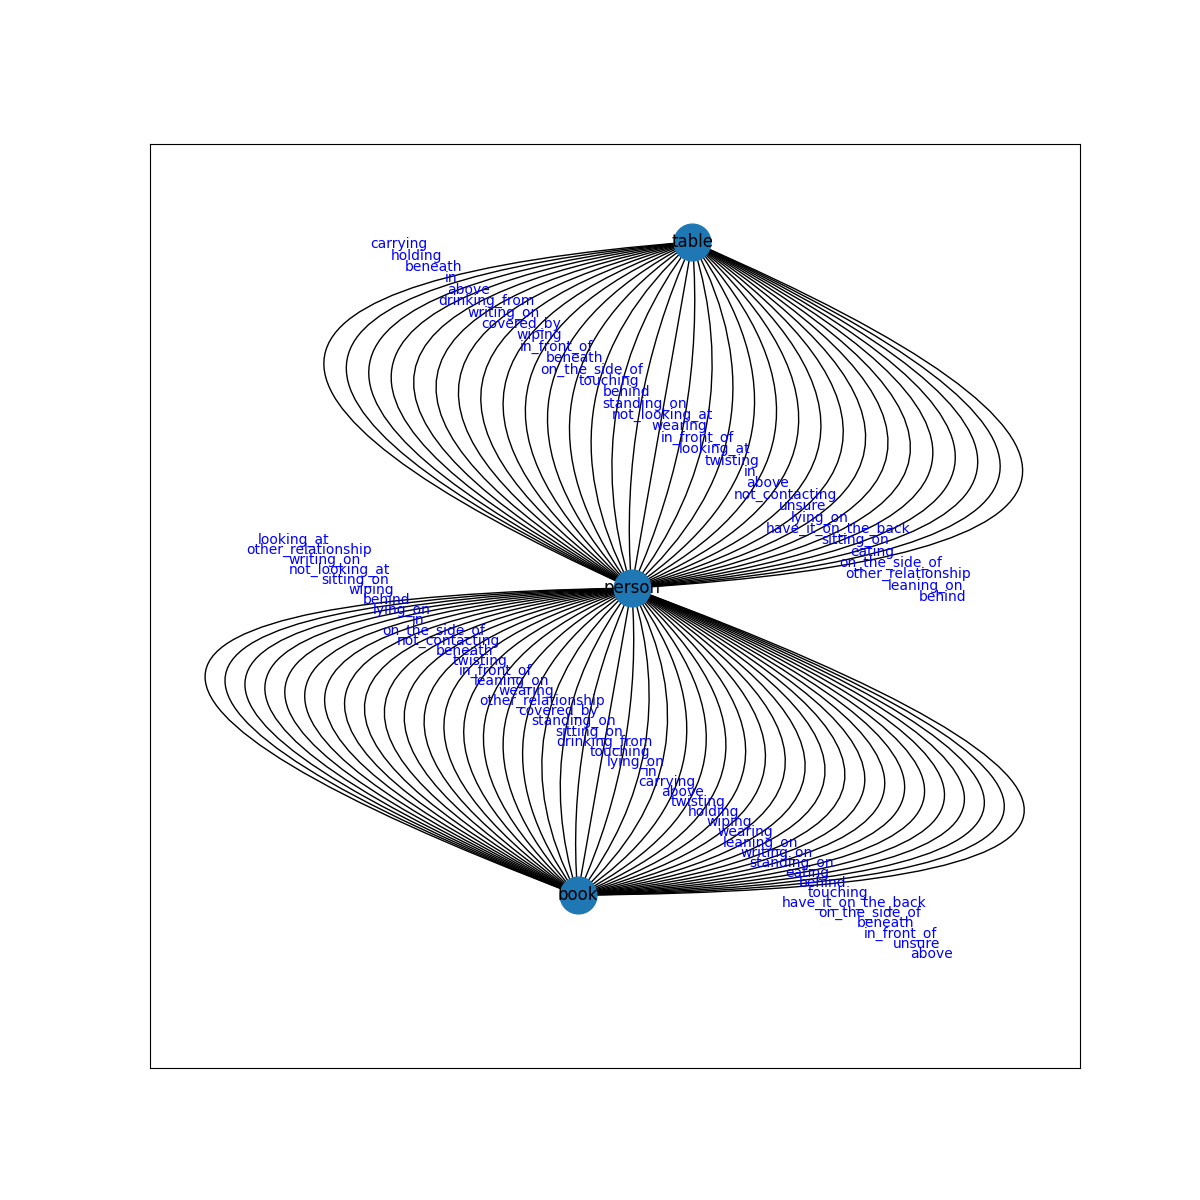 table
carrying
holding
beneath
in
above
drinking_from
writing_on
covered_by
wiping
in_front_of
beneath
on_the_side_of
touching
behind
standing_on
not_looking_at
wearing
in_front_of
looking_at
twisting
in
above
not_contacting
unsure
lying_on
have_it_on_the_back
sitting_on
eating
on_the_side_of
other_relationship
leaning_on
behind
person
looking_at
other_relationship
writing_on
not_looking_at
sitting_on
wiping
behind
lying_on
in
on_the_side_of
not_contacting
beneath
twisting
in_front_of
leaning_on
wearing
other_relationship
covered_by
standing_on
sitting_on
drinking_from
touching
lying_on
in
carrying
above
twisting
holding
wiping
wearing
leaning_on
writing_on
standing_on
eating
behind
touching
have_it_on_the_back
on_the_side_of
beneath
in_front_of
unsure
above
book